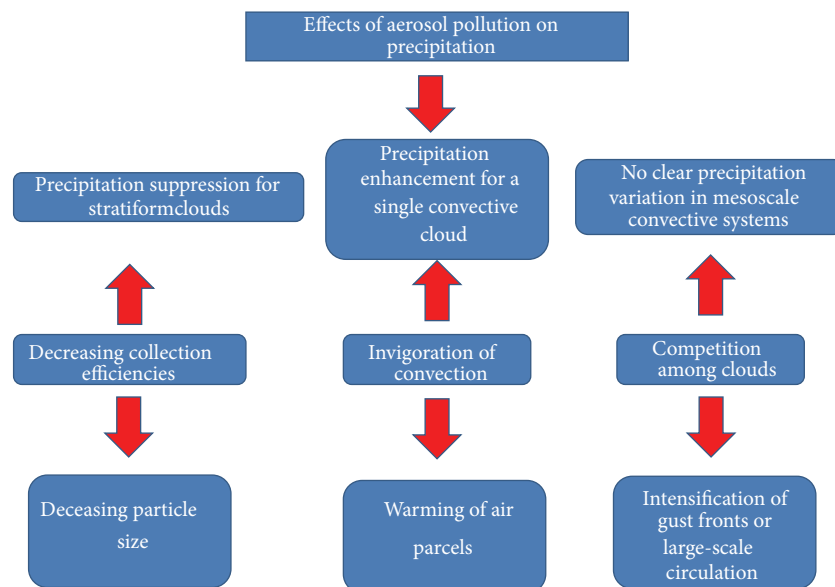 Effects of aerosol pollution on
precipitation
Precipitation suppression for
stratiformclouds
Precipitation
enhancement for a
single convective
cloud
No clear precipitation
variation in mesoscale
convective systems
Decreasing collection
efficiencies
Invigoration of
convection
Competition
among clouds
Deceasing particle
size
Warming of air
parcels
Intensification of
gust fronts or
large-scale
circulation